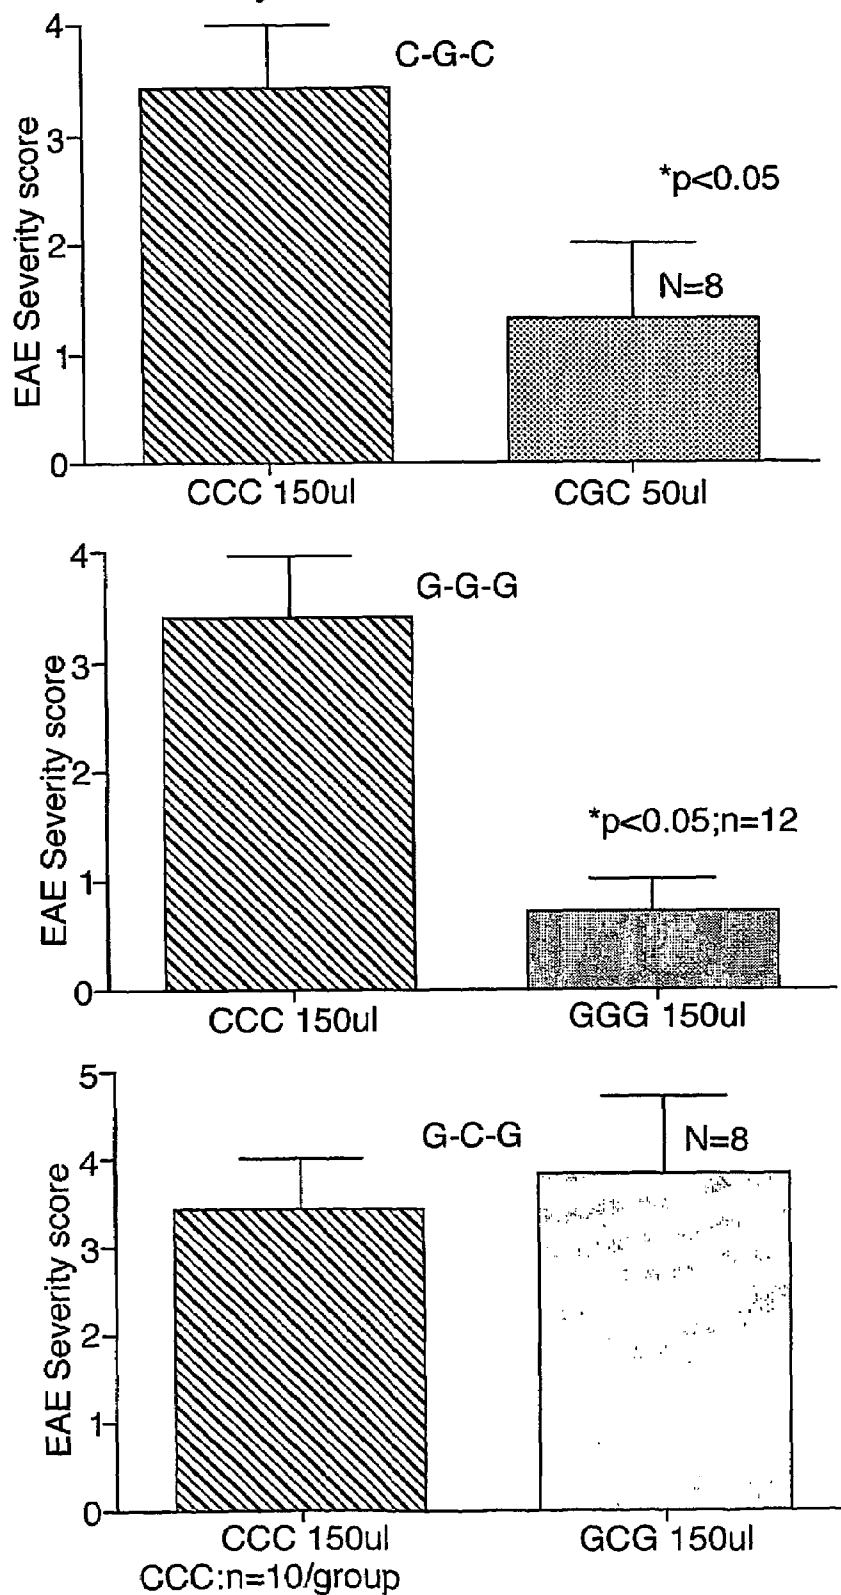 4
C-G-C
3
*p<0.05
2
N=8
1
0
EAE Severity score
CCC 150ul
CGC 50ul
4
G-G-G
3
2
*p<0.05;n=12
1
0
EAE Severity score
CCC 150ul
GGG 150ul
5
G-C-G
N=8
4
3
2
1
0
EAE Severity score
CCC 150ul
GCG 150ul
CCC:n=10/group